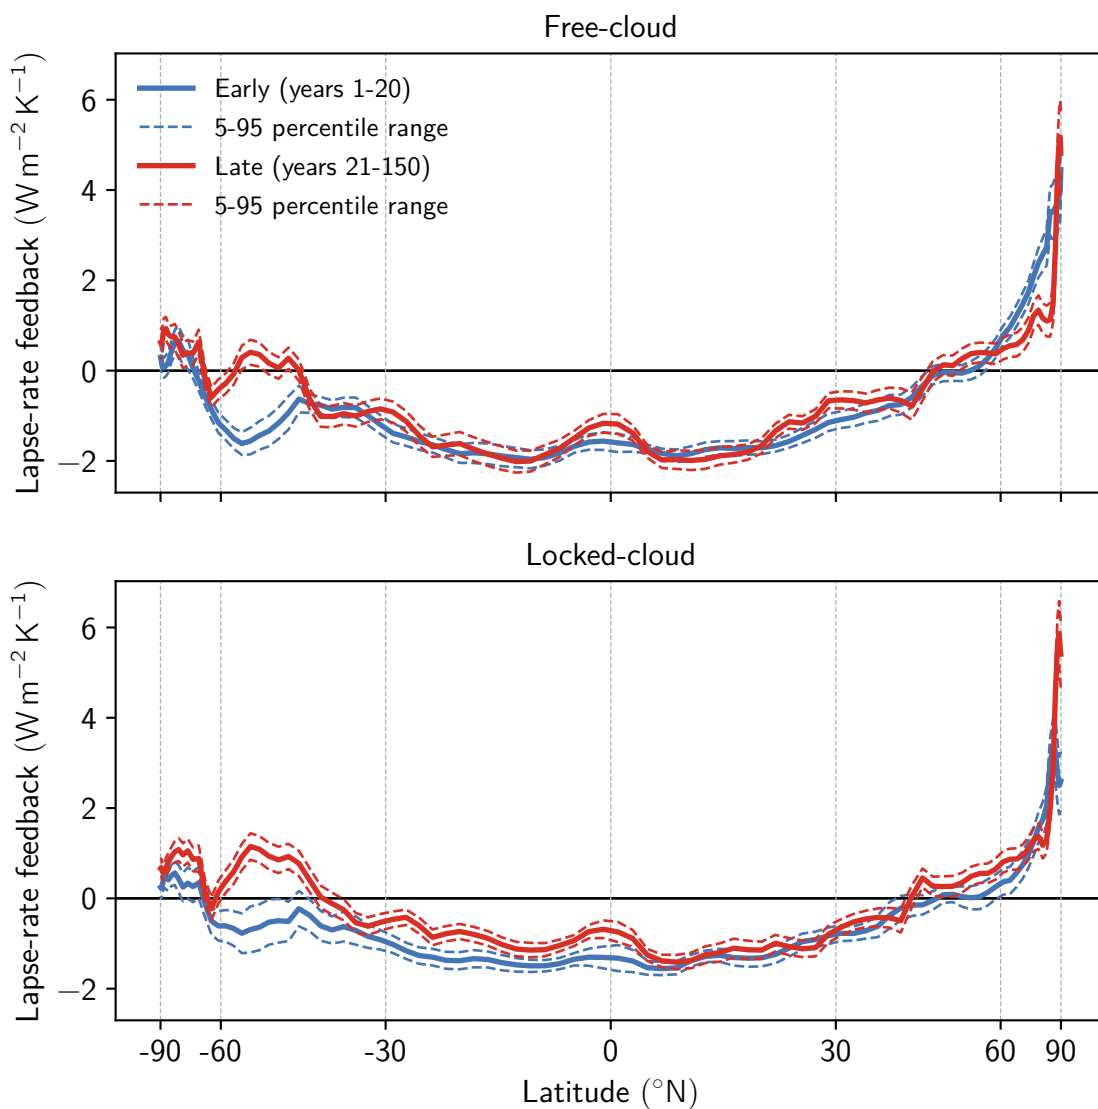 Free-cloud
Lapse-rate feedback (W m−2 K−1)
6
4
2
0
−2
Early (years 1-20)
5-95 percentile range
Late (years 21-150)
5-95 percentile range
Locked-cloud
Lapse-rate feedback (W m−2 K−1)
6
4
2
0
−2
-90 -60 -30 0 30 60 90
Latitude (°N)